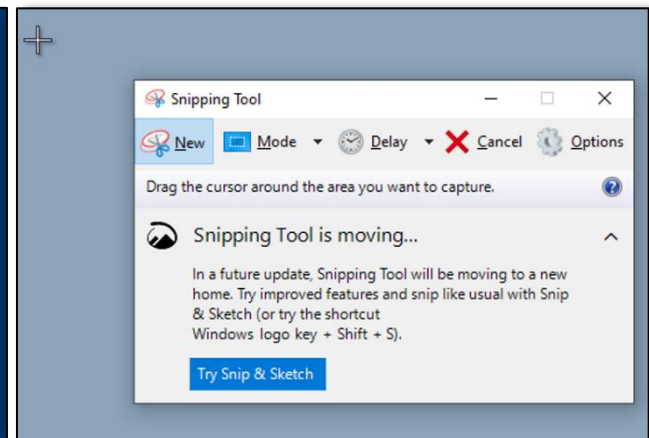 Snipping Tool
New Mode Delay Cancel Options
Drag the cursor around the area you want to capture.
Snipping Tool is moving...
In a future update, Snipping Tool will be moving to a new
home. Try improved features and snip like usual with Snip
& Sketch (or try the shortcut
Windows logo key + Shift + S).
Try Snip & Sketch